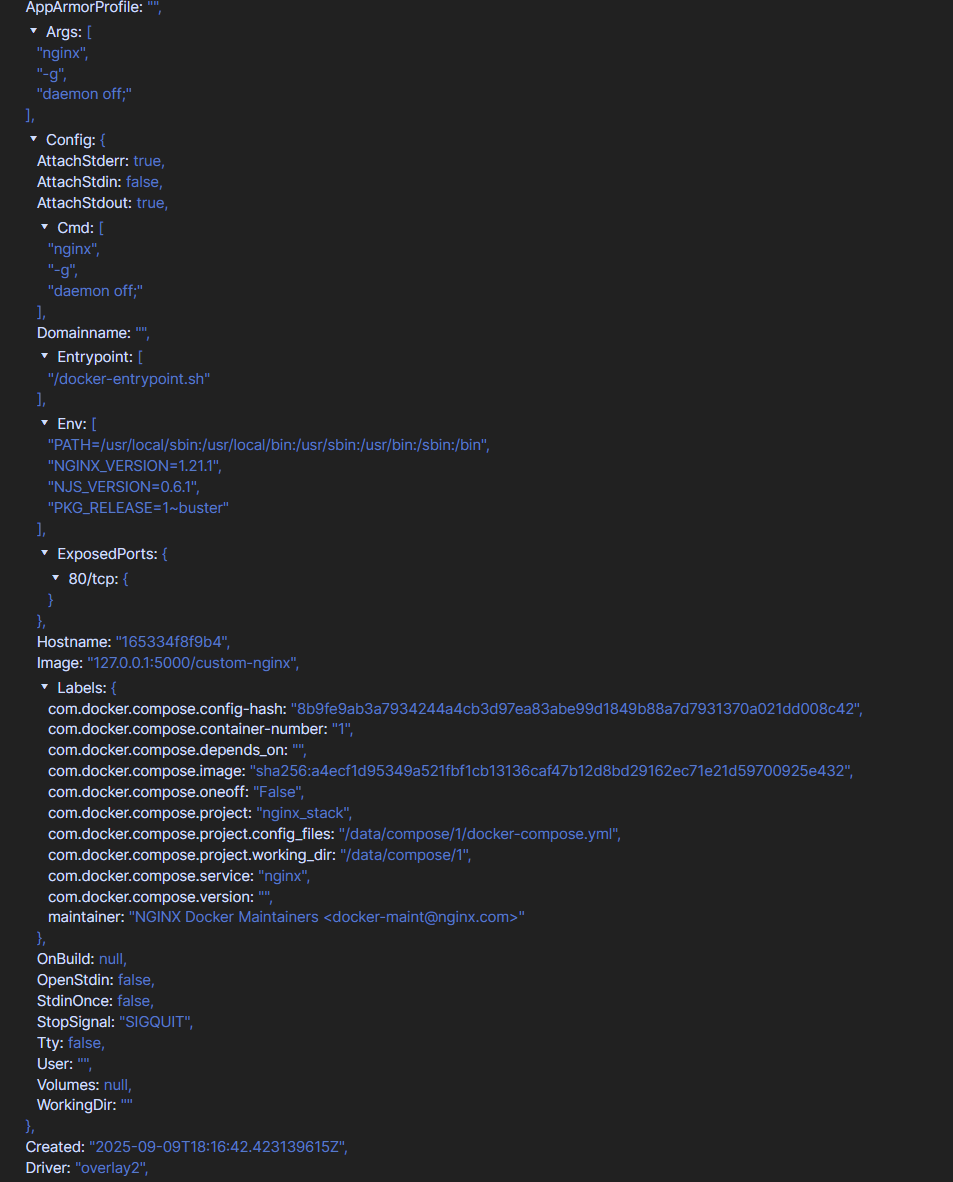 AppArmorProfile: "",
Args: [
"nginx",
"-g",
"daemon off;"
],
Config: {
AttachStderr: true,
AttachStdin: false,
AttachStdout: true,
Cmd: [
"nginx",
"-g",
"daemon off;"
],
Domainname: "",
Entrypoint: [
"/docker-entrypoint.sh"
],
Env: [
"PATH=/usr/local/sbin:/usr/local/bin:/usr/sbin:/usr/bin:/sbin:/bin",
"NGINX_VERSION=1.21.1",
"NJS_VERSION=0.6.1",
"PKG_RELEASE=1~buster"
],
ExposedPorts: {
80/tcp: {
}
},
Hostname: "165334f8f9b4",
Image: "127.0.0.1:5000/custom-nginx",
Labels: {
com.docker.compose.config-hash: "8b9fe9ab3a7934244a4cb3d97ea83abe99d1849b88a7d7931370a021dd008c42",
com.docker.compose.container-number: "1",
com.docker.compose.depends_on: "",
com.docker.compose.image: "sha256:a4ecf1d95349a521fbf1cb13136caf47b12d8bd29162ec71e21d59700925e432",
com.docker.compose.oneoff: "False",
com.docker.compose.project: "nginx_stack",
com.docker.compose.project.config_files: "/data/compose/1/docker-compose.yml",
com.docker.compose.project.working_dir: "/data/compose/1",
com.docker.compose.service: "nginx",
com.docker.compose.version: "",
maintainer: "NGINX Docker Maintainers <docker-maint@nginx.com>"
},
OnBuild: null,
OpenStdin: false,
StdinOnce: false,
StopSignal: "SIGQUIT",
Tty: false,
User: "",
Volumes: null,
WorkingDir: ""
},
Created: "2025-09-09T18:16:42.423139615Z",
Driver: "overlay2",